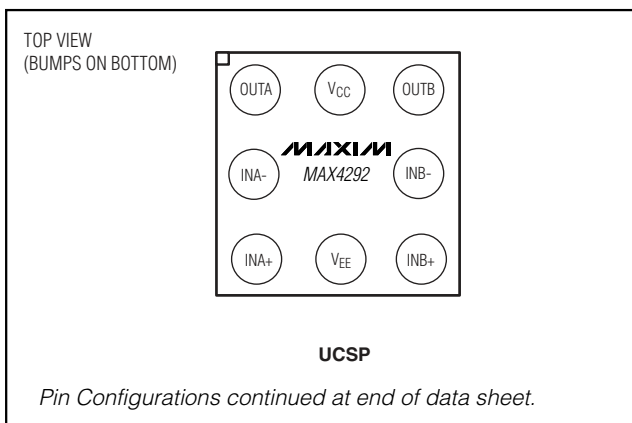 TOP VIEW
(BUMPS ON BOTTOM)
OUTA VCC OUTB
MAXIM
INA- MAX4292 INB-
INA+ VEE INB+
UCSP
Pin Configurations continued at end of data sheet.